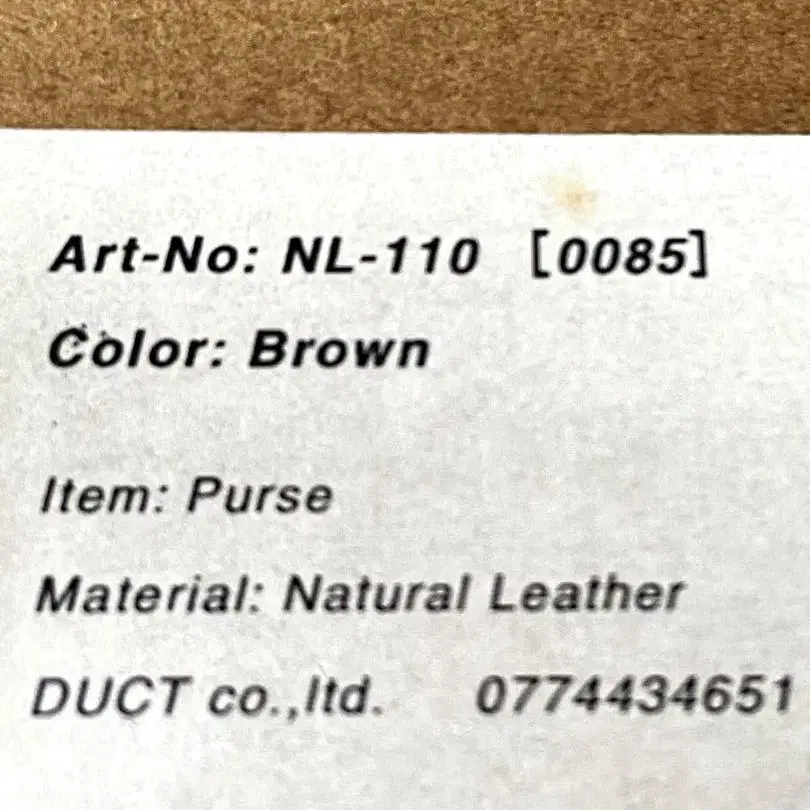 Art-No: NL-110 [0085]
Color: Brown
Item: Purse
Material: Natural Leather
DUCT co.,ltd. 0774434651